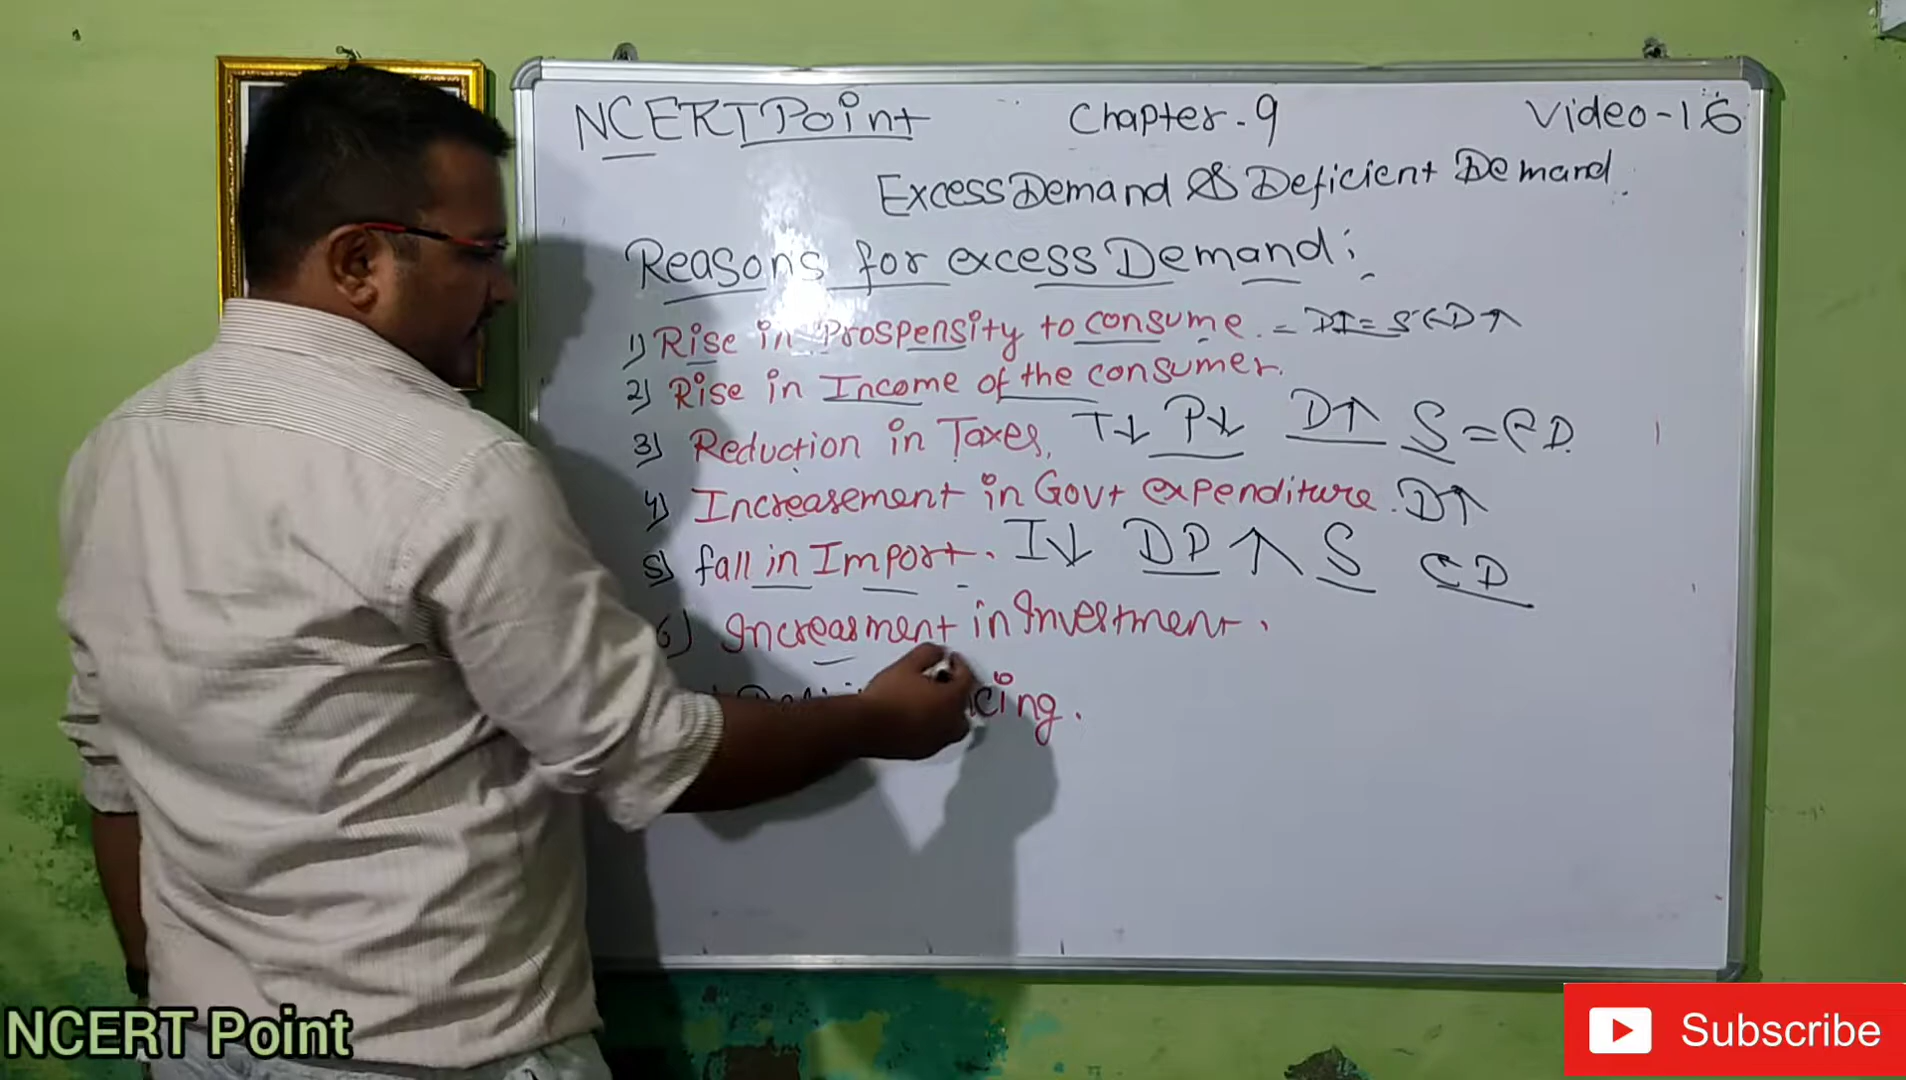 NCERT Point Chapter-9 Video-16
Excess Demand & Deficient Demand.
Reasons for excess Demand:
1) Rise in Prospensity to consume. = DI = S < D↑
2) Rise in Income of the consumer.
3) Reduction in Taxes, T↓ P↓ D↑ S = D.
4) Increasement in Govt expenditure. D↑
5) fall in Import. I↓ DP↑ S D
6) Increasment in Investment.
cing.
NCERT Point
Subscribe